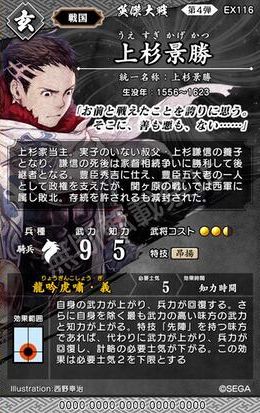 玄
戦国
英傑大戦
第4弾
EX116
うえ すぎ かげ かつ
上杉景勝
統一名称：上杉景勝
生没年：1556～1623
「お前と戦えたことを誇りに思う。
そこに、善も悪も、ない……」
上杉家当主。実子のいない叔父・上杉謙信の養子
となり、謙信の死後は家督相続争いに勝利して後
継者となる。豊臣秀吉に仕え、豊臣五大老の一人
として政権を支えたが、関ヶ原の戦いでは西軍に
属し敗北。存続を許されるも減封された。
兵種
騎兵
武力
9
知力
5
武将コスト
特技
昂揚
りょうぎんこしょう ぎ
龍吟虎嘯・義
必要士気
5
効果時間
知力時間
効果範囲
自身の武力が上がり、兵力が回復する。さ
らに自身を除く最も武力の高い味方の武力
と知力が上がる。特技「先陣」を持つ味方
であれば、代わりに武力が上がり、兵力が
回復し、計略の必要士気が下がる。この効
果は必要士気1を下限とする
Illustration:西野幸治
©SEGA
0000-0000-0000-0000-0000